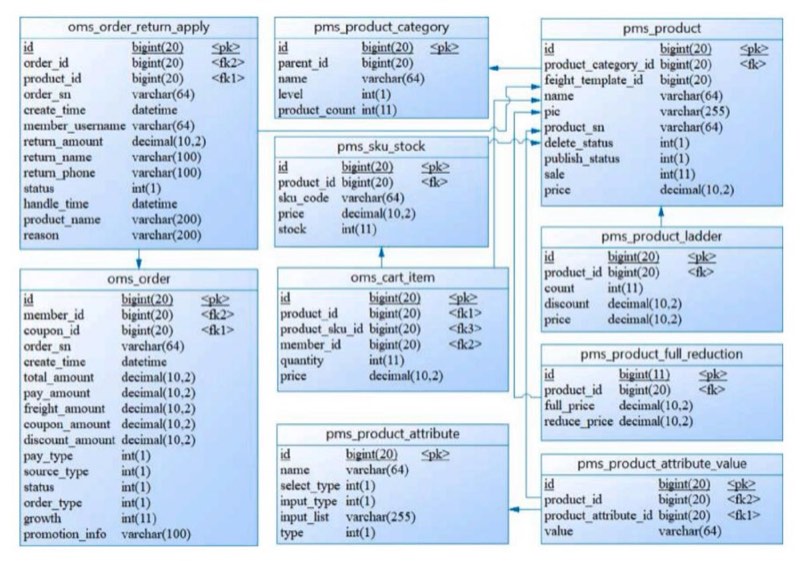 oms_order_return_apply
id bigint(20) <pk>
order_id bigint(20) <fk2>
product_id bigint(20) <fk1>
order_sn varchar(64)
create_time datetime
member_username varchar(64)
return_amount decimal(10,2)
return_name varchar(100)
return_phone varchar(100)
status int(1)
handle_time datetime
product_name varchar(200)
reason varchar(200)
pms_product_category
id bigint(20) <pk>
parent_id bigint(20)
name varchar(64)
level int(1)
product_count int(11)
pms_product
id bigint(20) <pk>
product_category_id bigint(20) <fk>
feight_template_id bigint(20)
name varchar(64)
pic varchar(255)
product_sn varchar(64)
delete_status int(1)
publish_status int(1)
sale int(11)
price decimal(10,2)
pms_sku_stock
id bigint(20) <pk>
product_id bigint(20) <fk>
sku_code varchar(64)
price decimal(10,2)
stock int(11)
pms_product_ladder
id bigint(20) <pk>
product_id bigint(20) <fk>
count int(11)
discount decimal(10,2)
price decimal(10,2)
oms_order
id bigint(20) <pk>
member_id bigint(20) <fk2>
coupon_id bigint(20) <fk1>
order_sn varchar(64)
create_time datetime
total_amount decimal(10,2)
pay_amount decimal(10,2)
freight_amount decimal(10,2)
coupon_amount decimal(10,2)
discount_amount decimal(10,2)
pay_type int(1)
source_type int(1)
status int(1)
order_type int(1)
growth int(11)
promotion_info varchar(100)
oms_cart_item
id bigint(20) <pk>
product_id bigint(20) <fk1>
product_sku_id bigint(20) <fk3>
member_id bigint(20) <fk2>
quantity int(11)
price decimal(10,2)
pms_product_full_reduction
id bigint(11) <pk>
product_id bigint(20) <fk>
full_price decimal(10,2)
reduce_price decimal(10,2)
pms_product_attribute
id bigint(20) <pk>
name varchar(64)
select_type int(1)
input_type int(1)
input_list varchar(255)
type int(1)
pms_product_attribute_value
id bigint(20) <pk>
product_id bigint(20) <fk2>
product_attribute_id bigint(20) <fk1>
value varchar(64)